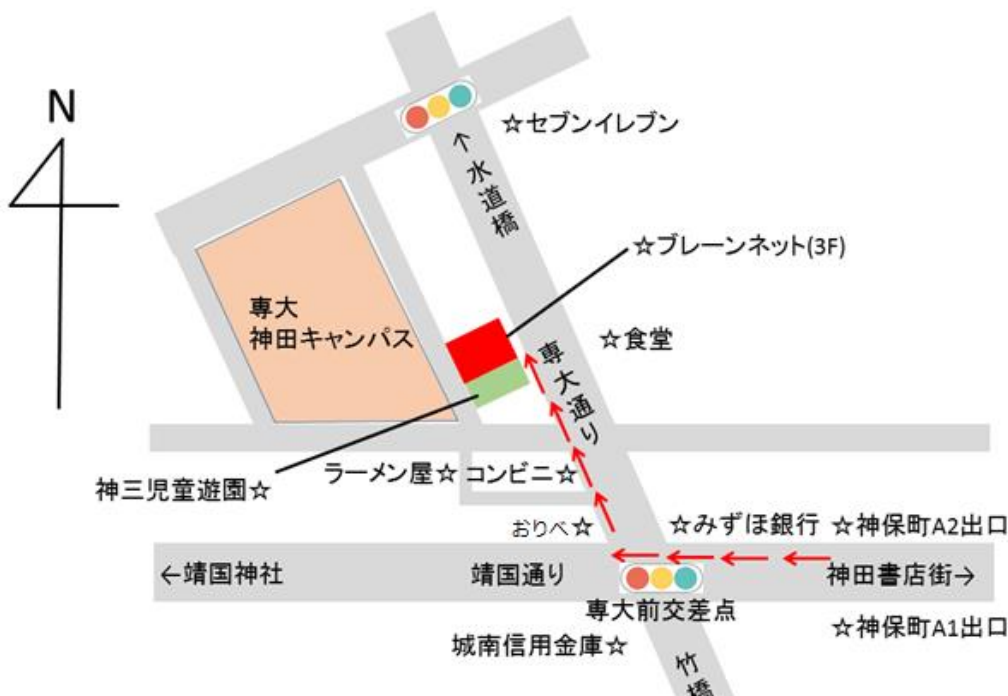 N
☆セブンイレブン
↑水道橋
☆ブレーンネット(3F)
専大
神田キャンパス
☆食堂
専大通り
神三児童遊園☆
ラーメン屋☆
コンビニ☆
おりべ☆
☆みずほ銀行
☆神保町A2出口
←靖国神社
靖国通り
神田書店街→
専大前交差点
城南信用金庫☆
☆神保町A1出口
竹橋